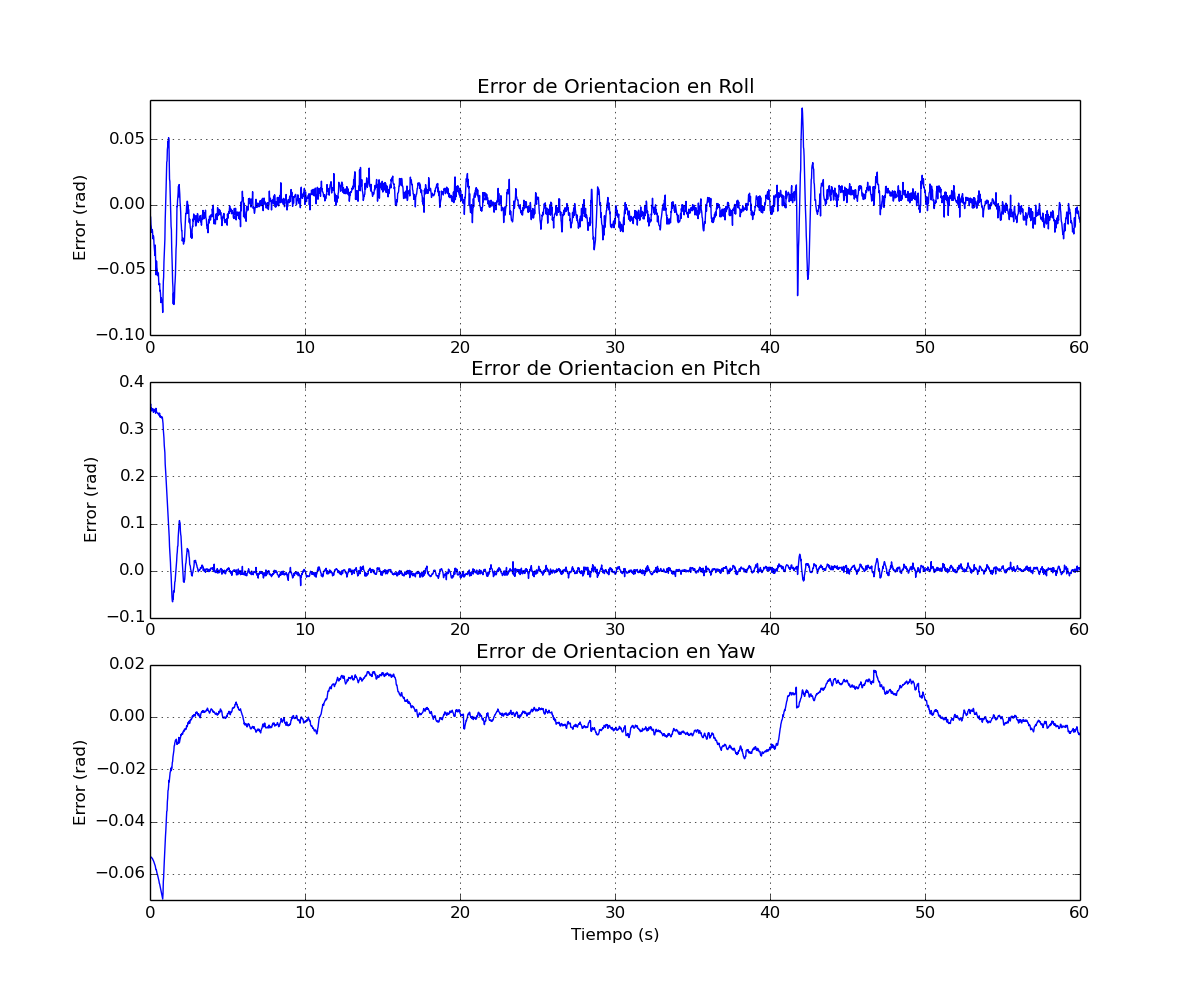 Error de Orientacion en Roll
Error (rad)
0.05
0.00
−0.05
−0.10
0 10 20 30 40 50 60
Error de Orientacion en Pitch
Error (rad)
0.4
0.3
0.2
0.1
0.0
−0.1
0 10 20 30 40 50 60
Error de Orientacion en Yaw
Error (rad)
0.02
0.00
−0.02
−0.04
−0.06
0 10 20 30 40 50 60
Tiempo (s)